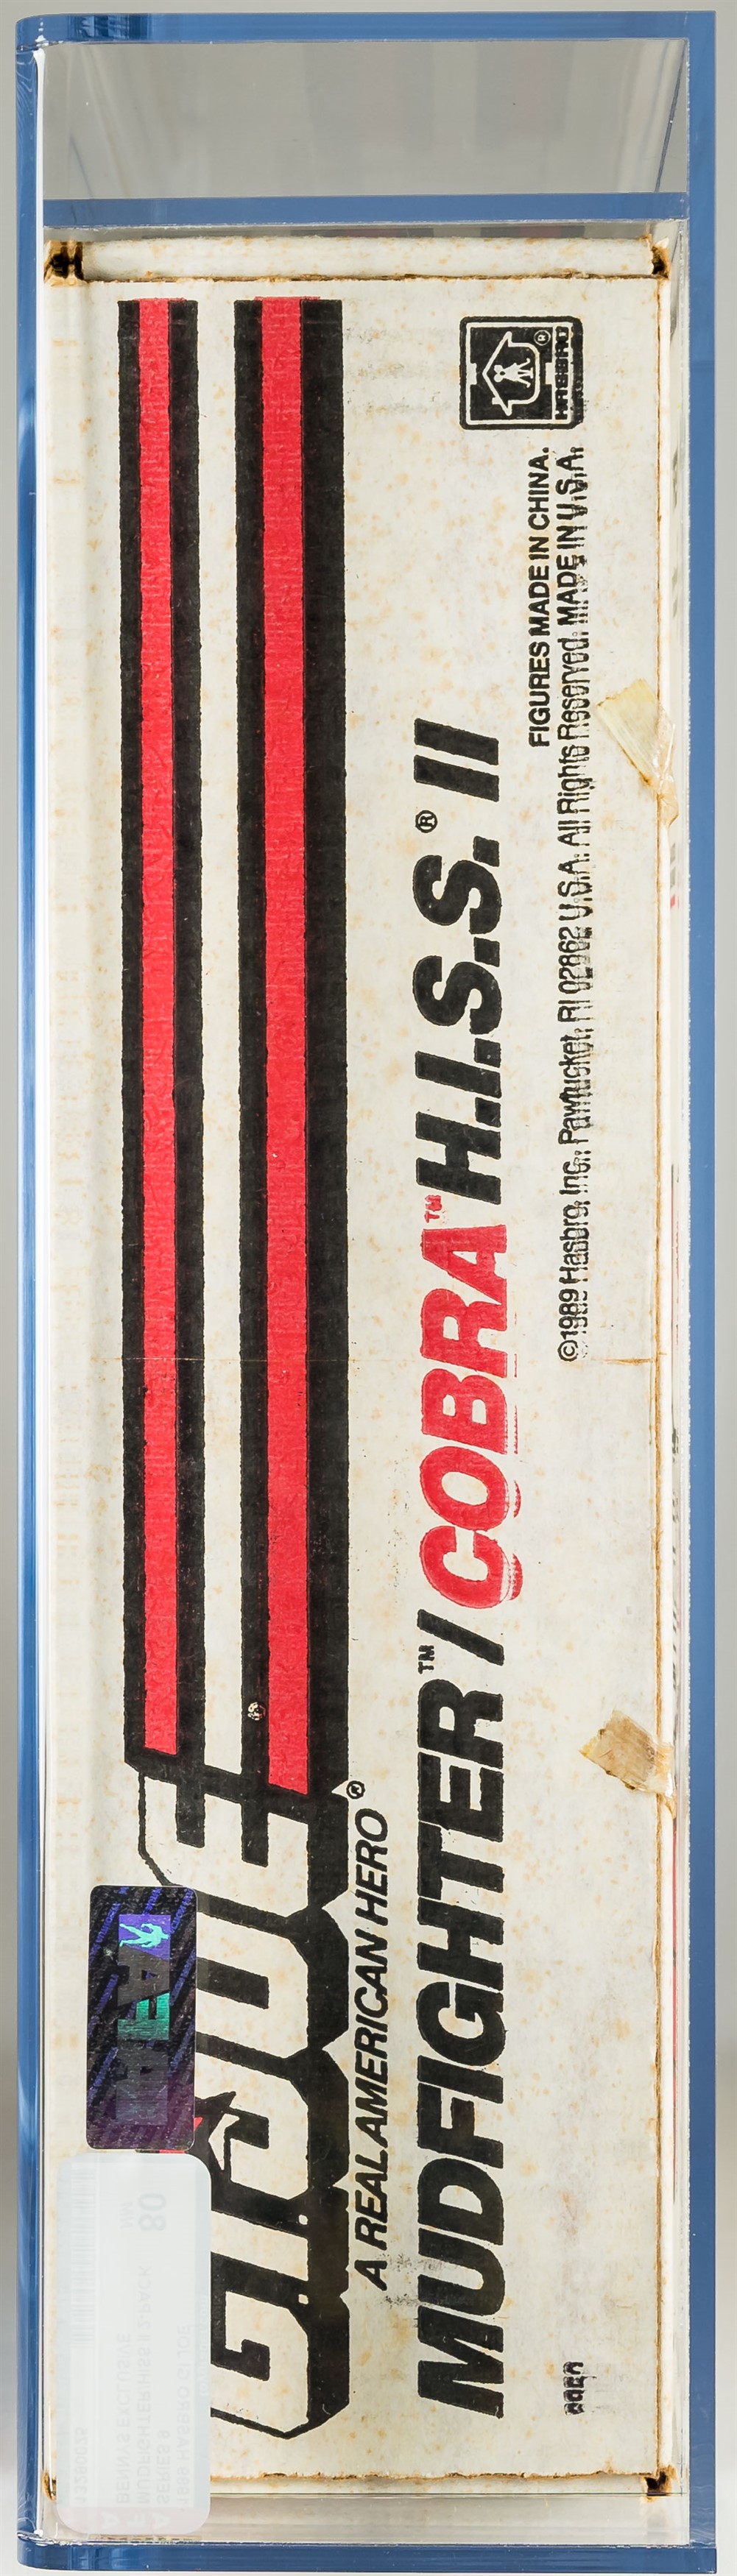 G.I. JOE
A REAL AMERICAN HERO®
MUDFIGHTER™/COBRA™ H.I.S.S.® II
FIGURES MADE IN CHINA.
©1989 Hasbro, Inc., Pawtucket, RI 02862 U.S.A. All Rights Reserved. MADE IN U.S.A.
HASBRO®
AFA
80